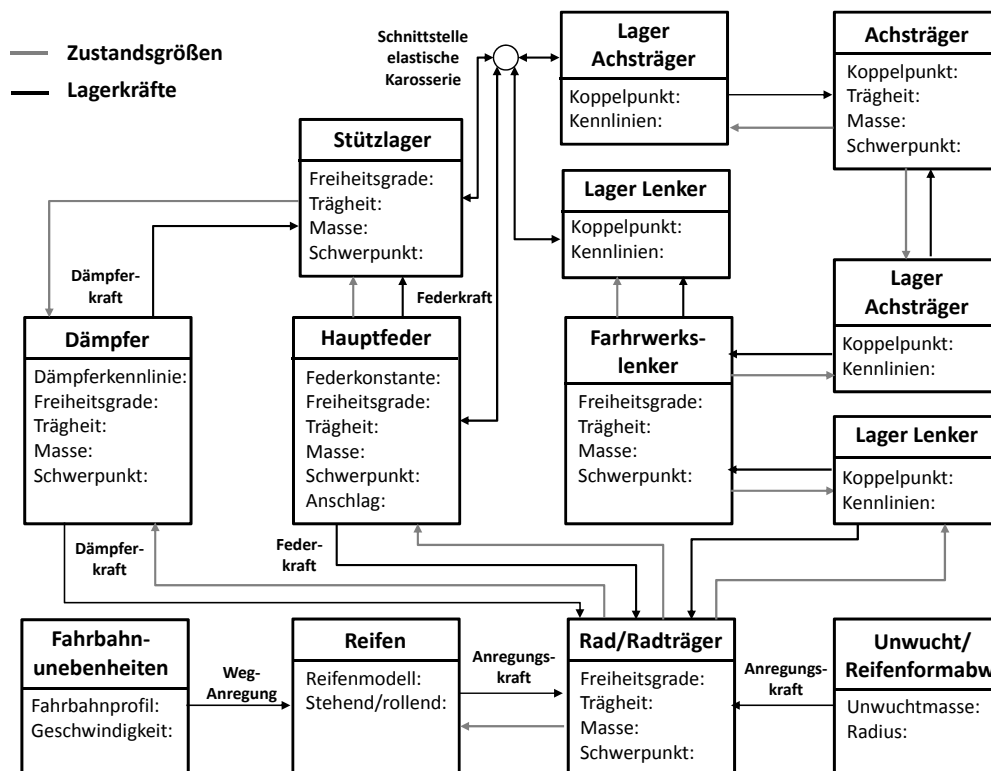 Zustandsgrößen
Lagerkräfte
Schnittstelle
elastische
Karosserie
Lager
Achsträger
Koppelpunkt:
Kennlinien:
Achsträger
Koppelpunkt:
Trägheit:
Masse:
Schwerpunkt:
Stützlager
Freiheitsgrade:
Trägheit:
Masse:
Schwerpunkt:
Lager Lenker
Koppelpunkt:
Kennlinien:
Dämpfer-
kraft
Federkraft
Lager
Achsträger
Koppelpunkt:
Kennlinien:
Dämpfer
Dämpferkennlinie:
Freiheitsgrade:
Trägheit:
Masse:
Schwerpunkt:
Hauptfeder
Federkonstante:
Freiheitsgrade:
Trägheit:
Masse:
Schwerpunkt:
Anschlag:
Farhrwerks-
lenker
Freiheitsgrade:
Trägheit:
Masse:
Schwerpunkt:
Lager Lenker
Koppelpunkt:
Kennlinien:
Dämpfer-
kraft
Feder-
kraft
Fahrbahn-
unebenheiten
Fahrbahnprofil:
Geschwindigkeit:
Weg-
Anregung
Reifen
Reifenmodell:
Stehend/rollend:
Anregungs-
kraft
Rad/Radträger
Freiheitsgrade:
Trägheit:
Masse:
Schwerpunkt:
Anregungs-
kraft
Unwucht/
Reifenformabw
Unwuchtmasse:
Radius: